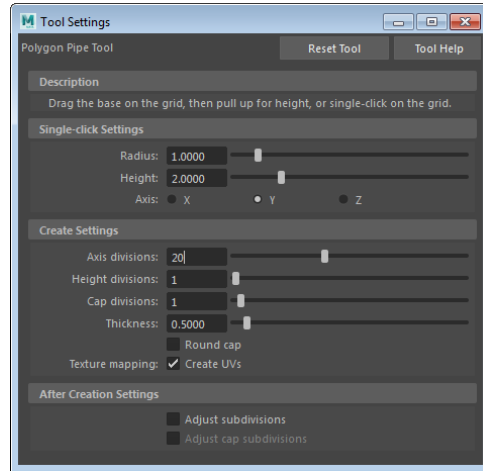 M Tool Settings
Polygon Pipe Tool Reset Tool Tool Help
Description
Drag the base on the grid, then pull up for height, or single-click on the grid.
Single-click Settings
Radius: 1.0000
Height: 2.0000
Axis: X Y Z
Create Settings
Axis divisions: 20
Height divisions: 1
Cap divisions: 1
Thickness: 0.5000
Round cap
Texture mapping: Create UVs
After Creation Settings
Adjust subdivisions
Adjust cap subdivisions